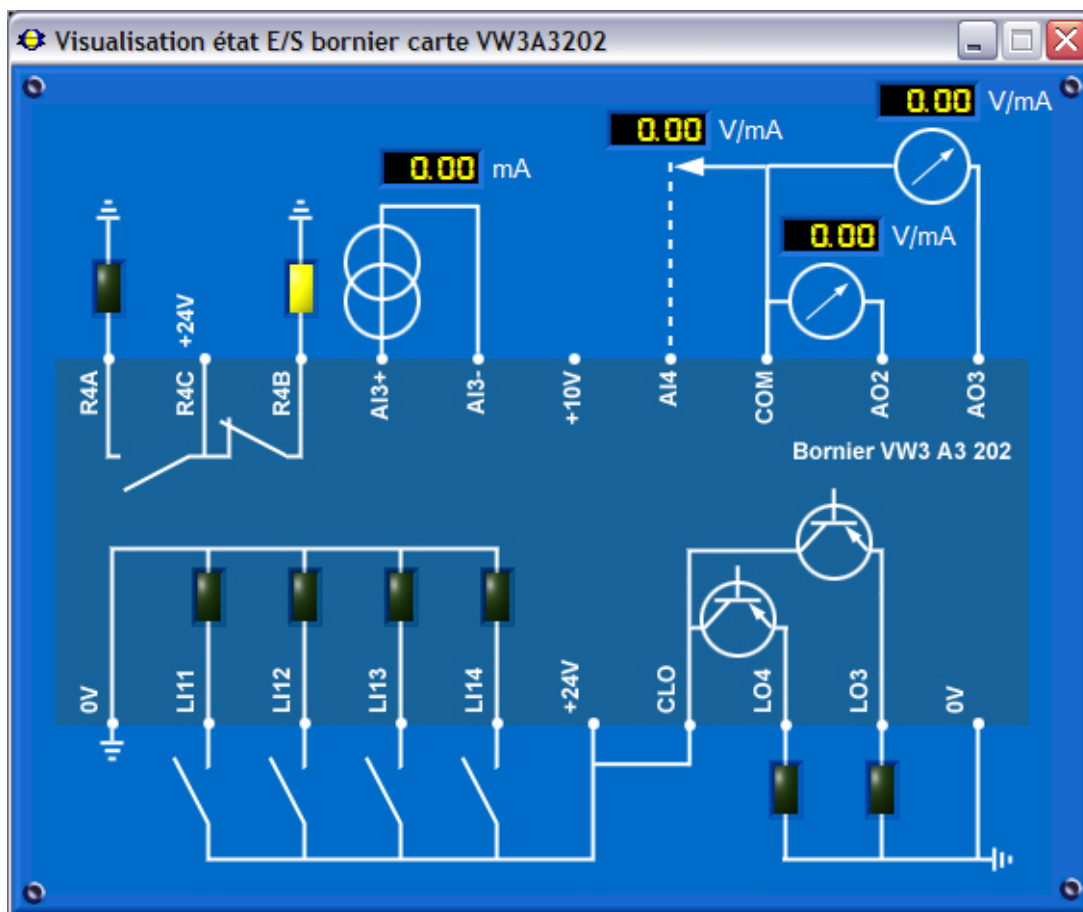 Visualisation état E/S bornier carte VW3A3202
0.00 V/mA
0.00 V/mA
0.00 mA
0.00 V/mA
+24V
R4A
R4C
R4B
AI3+
AI3-
+10V
AI4
COM
AO2
AO3
Bornier VW3 A3 202
0V
LI11
LI12
LI13
LI14
+24V
CLO
LO4
LO3
0V